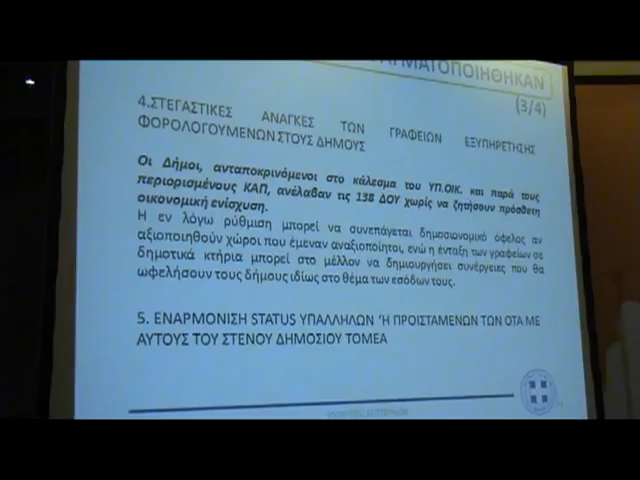 (3/4)
4.ΣΤΕΓΑΣΤΙΚΕΣ ΑΝΑΓΚΕΣ ΤΩΝ ΓΡΑΦΕΙΩΝ ΕΞΥΠΗΡΕΤΗΣΗΣ
ΦΟΡΟΛΟΓΟΥΜΕΝΩΝ ΣΤΟΥΣ ΔΗΜΟΥΣ
Οι Δήμοι, ανταποκρινόμενοι στο κάλεσμα του ΥΠ.ΟΙΚ. και παρά τους
περιορισμένους ΚΑΠ, ανέλαβαν τις 138 ΔΟΥ χωρίς να ζητήσουν πρόσθετη
οικονομική ενίσχυση.
Η εν λόγω ρύθμιση μπορεί να συνεπάγεται δημοσιονομικό όφελος αν
αξιοποιηθούν χώροι που έμεναν αναξιοποίητοι, ενώ η ένταξη των γραφείων σε
δημοτικά κτήρια μπορεί στο μέλλον να δημιουργήσει συνέργειες που θα
ωφελήσουν τους δήμους ιδίως στο θέμα των εσόδων τους.
5. ΕΝΑΡΜΟΝΙΣΗ STATUS ΥΠΑΛΛΗΛΩΝ Ή ΠΡΟΙΣΤΑΜΕΝΩΝ ΤΩΝ ΟΤΑ ΜΕ
ΑΥΤΟΥΣ ΤΟΥ ΣΤΕΝΟΥ ΔΗΜΟΣΙΟΥ ΤΟΜΕΑ